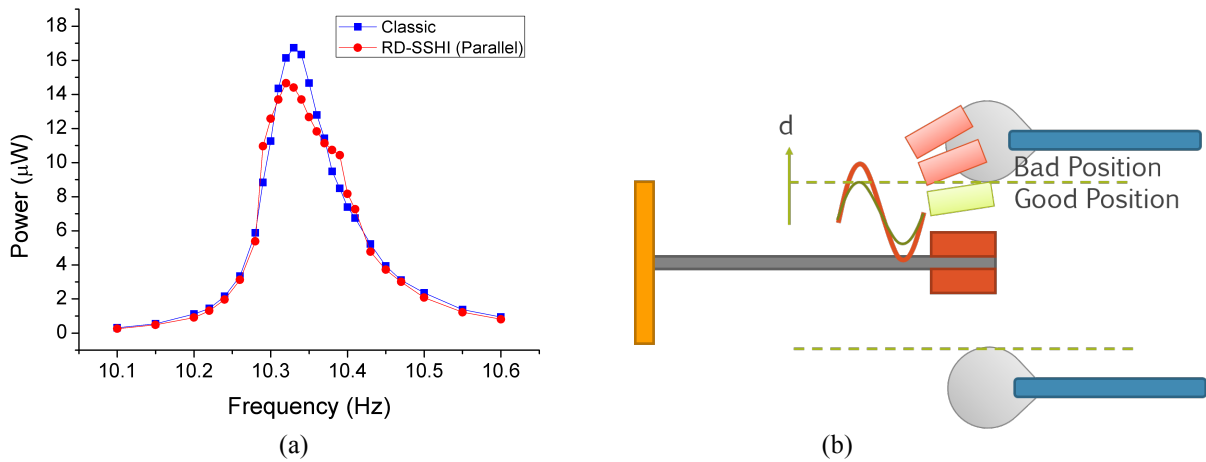 18
16
14
12
10
8
6
4
2
0
Power (μW)
Classic
RD-SSHI (Parallel)
10.1 10.2 10.3 10.4 10.5 10.6
Frequency (Hz)
(a)
d
Bad Position
Good Position
(b)